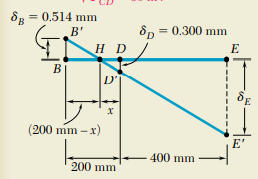 δ_B = 0.514 mm
δ_D = 0.300 mm
B'
H D
E
B
D'
δ_E
x
(200 mm – x)
E'
400 mm
200 mm